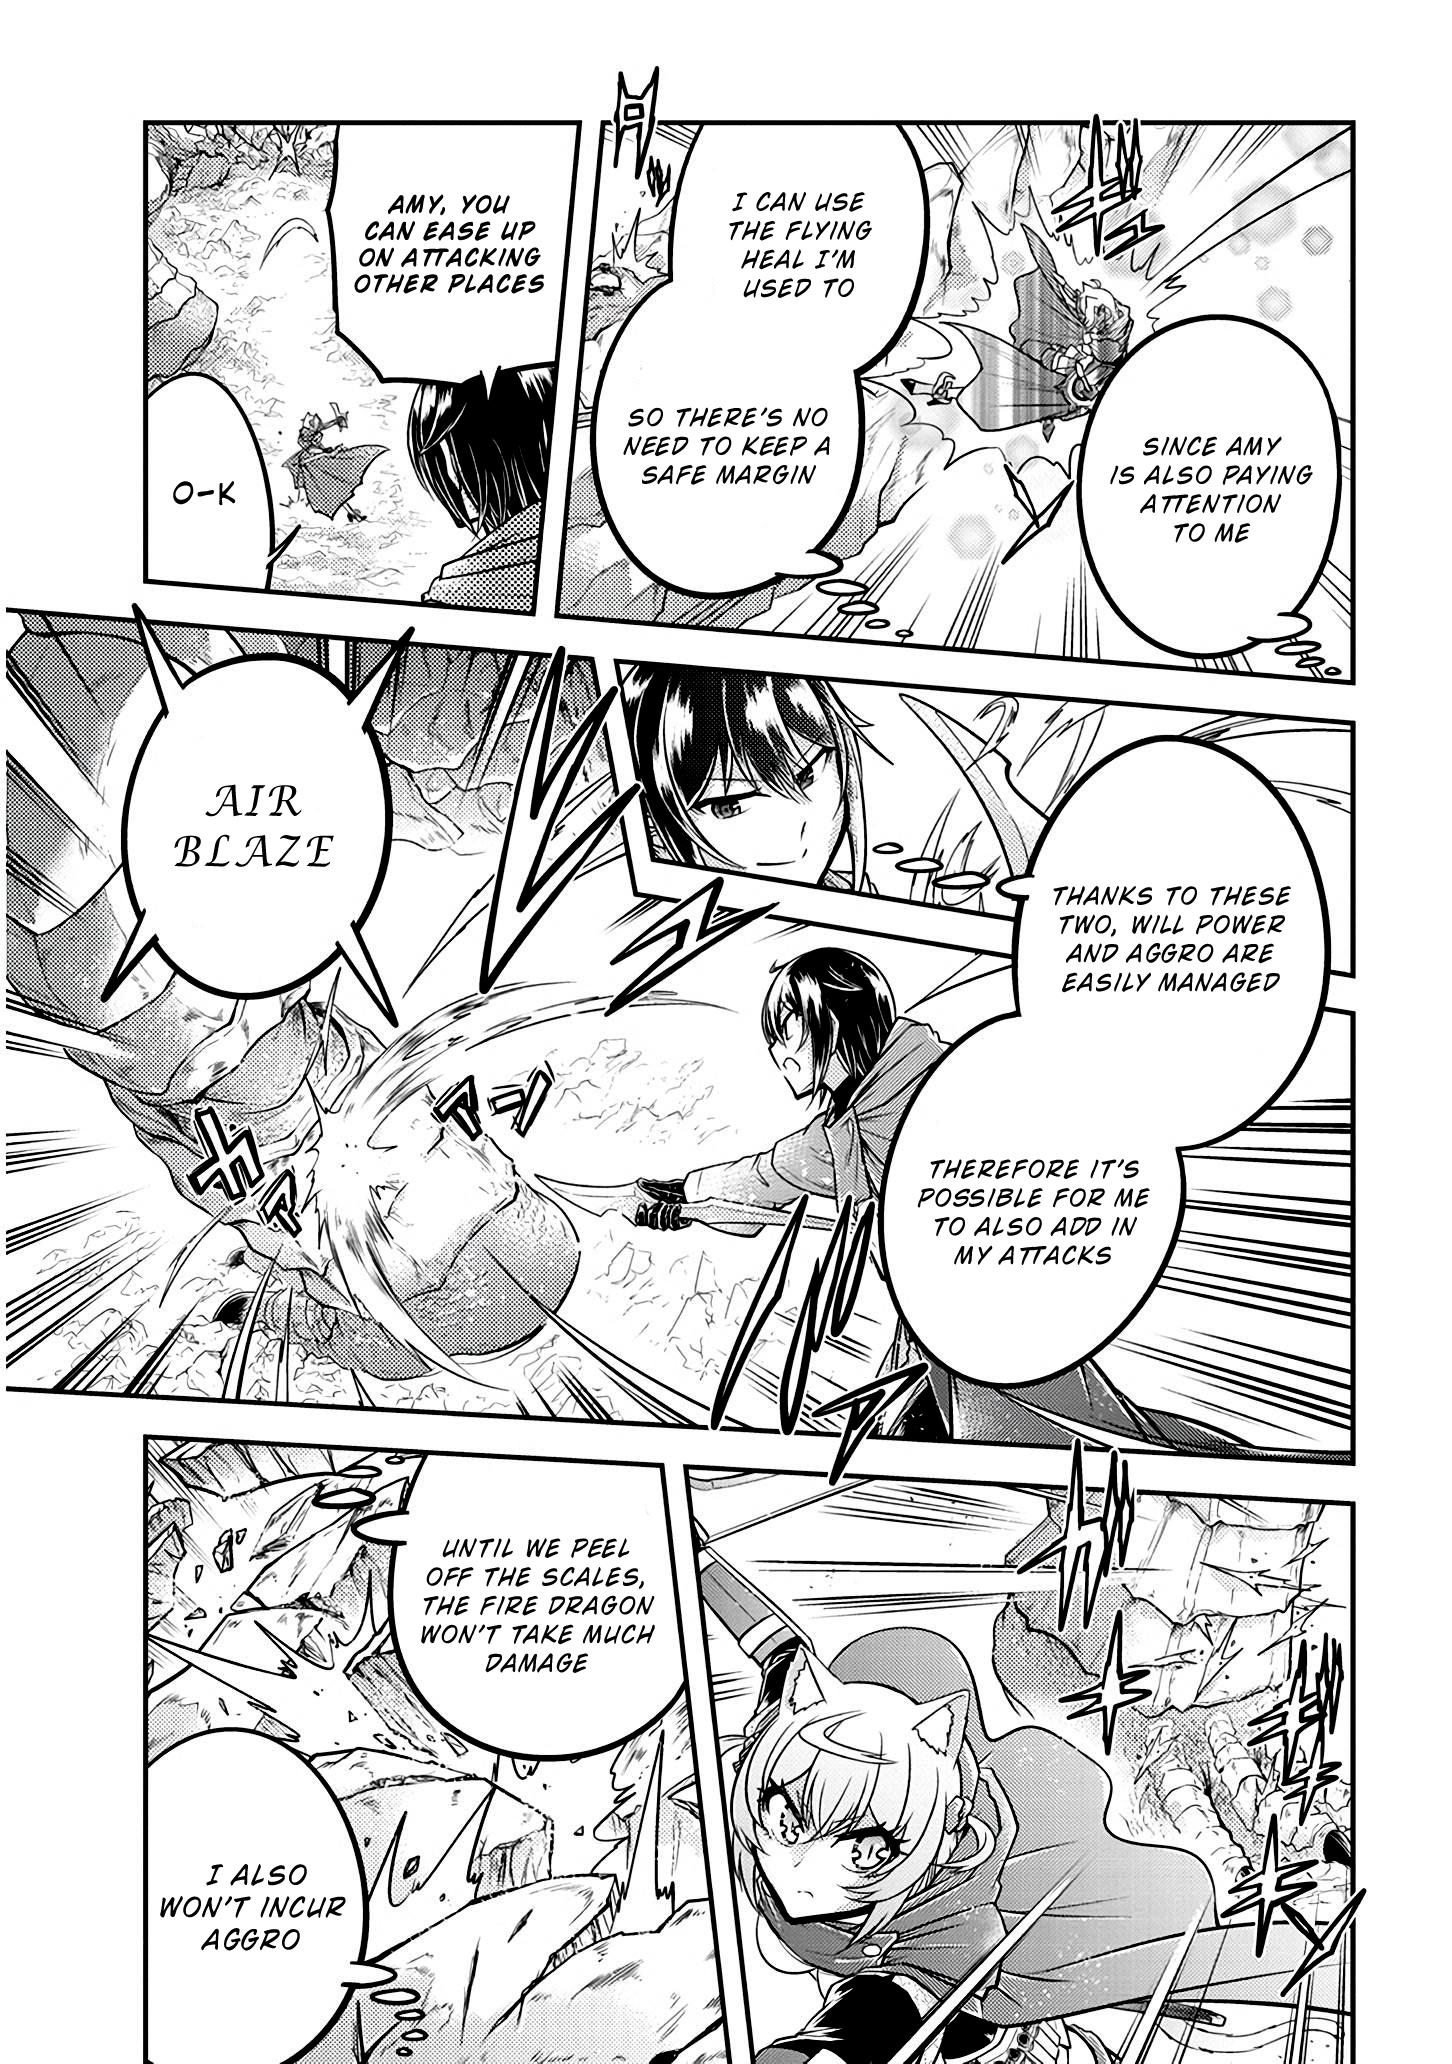 SINCE AMY
IS ALSO PAYING
ATTENTION
TO ME
I CAN USE
THE FLYING
HEAL I'M
USED TO
SO THERE'S NO
NEED TO KEEP A
SAFE MARGIN
AMY, YOU
CAN EASE UP
ON ATTACKING
OTHER PLACES
O-K
THANKS TO THESE
TWO, WILL POWER
AND AGGRO ARE
EASILY MANAGED
THEREFORE IT'S
POSSIBLE FOR ME
TO ALSO ADD IN
MY ATTACKS
AIR
BLAZE
UNTIL WE PEEL
OFF THE SCALES,
THE FIRE DRAGON
WON'T TAKE MUCH
DAMAGE
I ALSO
WON'T INCUR
AGGRO